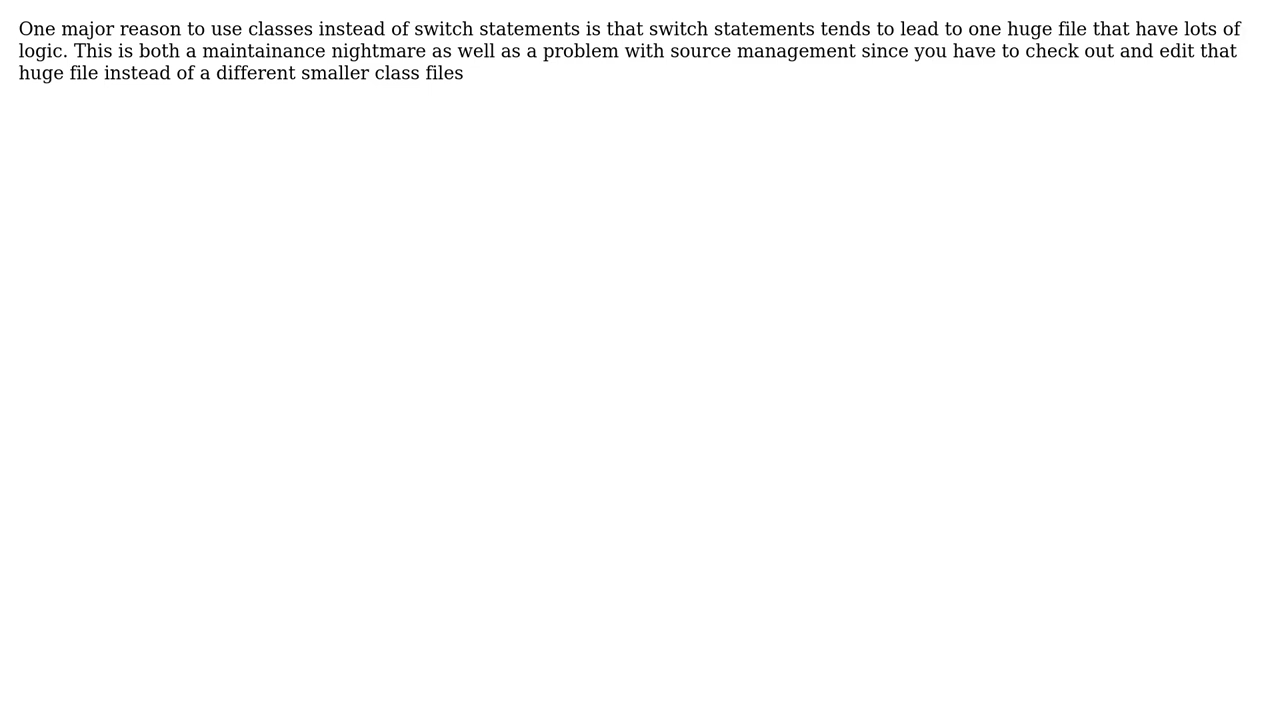 One major reason to use classes instead of switch statements is that switch statements tends to lead to one huge file that have lots of
logic. This is both a maintainance nightmare as well as a problem with source management since you have to check out and edit that
huge file instead of a different smaller class files